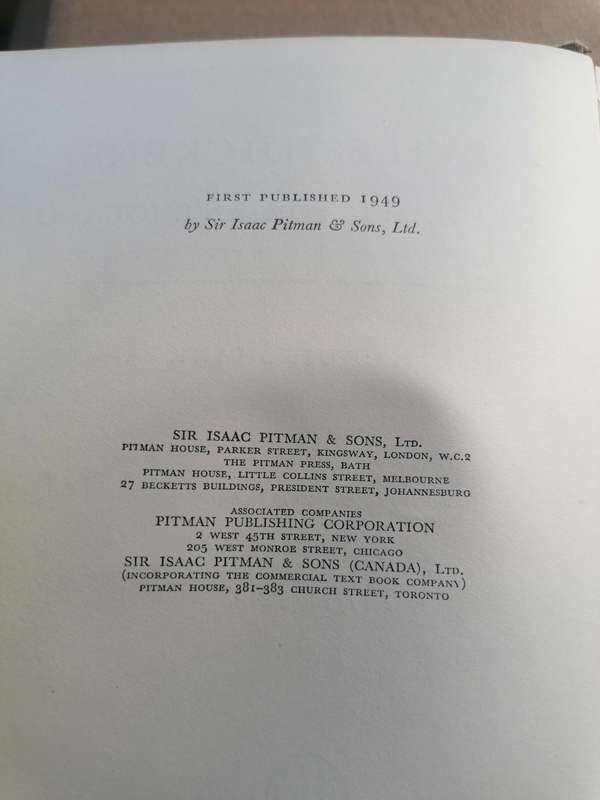 FIRST PUBLISHED 1949
by Sir Isaac Pitman & Sons, Ltd.
SIR ISAAC PITMAN & SONS, LTD.
PITMAN HOUSE, PARKER STREET, KINGSWAY, LONDON, W.C.2
THE PITMAN PRESS, BATH
PITMAN HOUSE, LITTLE COLLINS STREET, MELBOURNE
27 BECKETTS BUILDINGS, PRESIDENT STREET, JOHANNESBURG
ASSOCIATED COMPANIES
PITMAN PUBLISHING CORPORATION
2 WEST 45TH STREET, NEW YORK
205 WEST MONROE STREET, CHICAGO
SIR ISAAC PITMAN & SONS (CANADA), LTD.
(INCORPORATING THE COMMERCIAL TEXT BOOK COMPANY)
PITMAN HOUSE, 381–383 CHURCH STREET, TORONTO